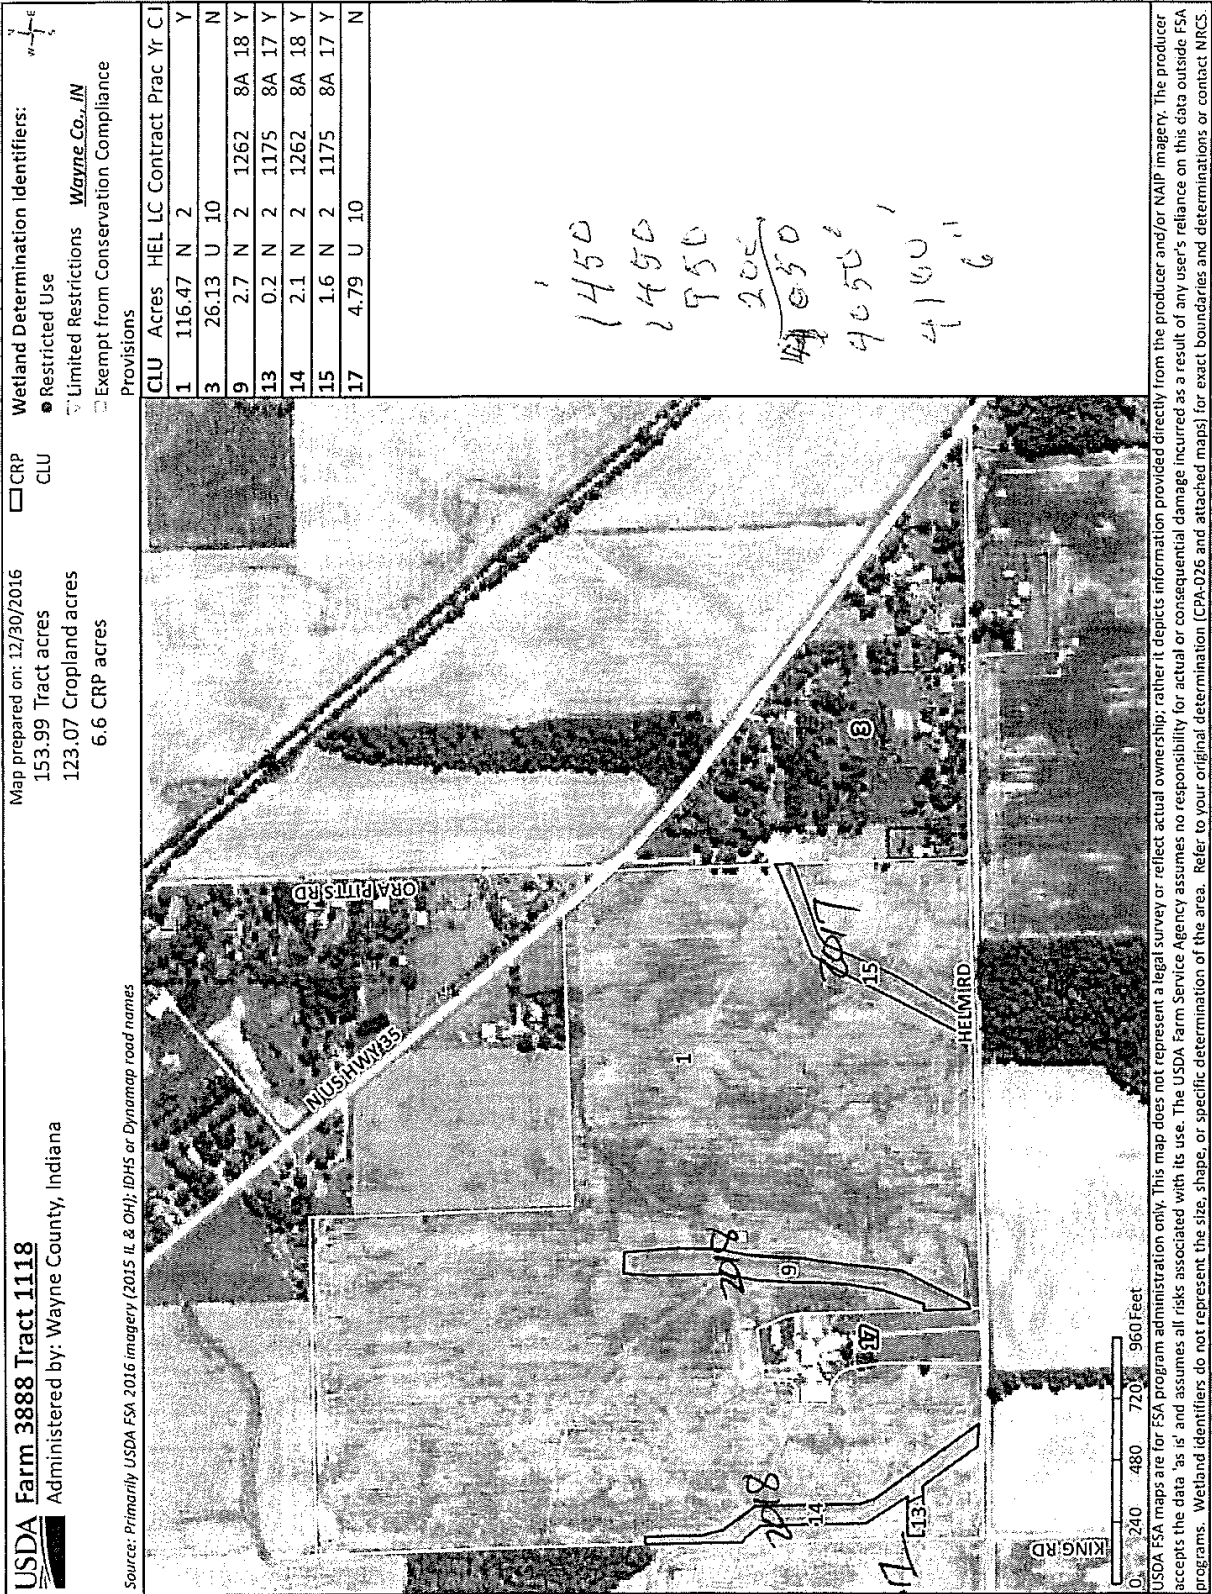 USDA Farm 3888 Tract 1118
Administered by: Wayne County, Indiana
Map prepared on: 12/30/2016
153.99 Tract acres
123.07 Cropland acres
6.6 CRP acres
CRP
CLU
Wetland Determination Identifiers:
Restricted Use
Limited Restrictions Wayne Co., IN
Exempt from Conservation Compliance
Provisions
N
W E
S
Source: Primarily USDA FSA 2016 imagery (2015 IL & OH); IDHS or Dynamap road names
CLU Acres HEL LC Contract Prac Yr C I
1 116.47 N 2 Y
3 26.13 U 10 N
9 2.7 N 2 1262 8A 18 Y
13 0.2 N 2 1175 8A 17 Y
14 2.1 N 2 1262 8A 18 Y
15 1.6 N 2 1175 8A 17 Y
17 4.79 U 10 N
1450
1450
950
200
4050
4050'
4100'
6"
ORA PITTS RD
N US HWY 35
1
3
2017
15
HELMI RD
2018
9
17
2018
14
13
17
KING RD
0 240 480 720 960 Feet
USDA FSA maps are for FSA program administration only. This map does not represent a legal survey or reflect actual ownership; rather it depicts information provided directly from the producer and/or NAIP imagery. The producer
accepts the data 'as is' and assumes all risks associated with its use. The USDA Farm Service Agency assumes no responsibility for actual or consequential damage incurred as a result of any user's reliance on this data outside FSA
programs. Wetland identifiers do not represent the size, shape, or specific determination of the area. Refer to your original determination (CPA-026 and attached maps) for exact boundaries and determinations or contact NRCS.